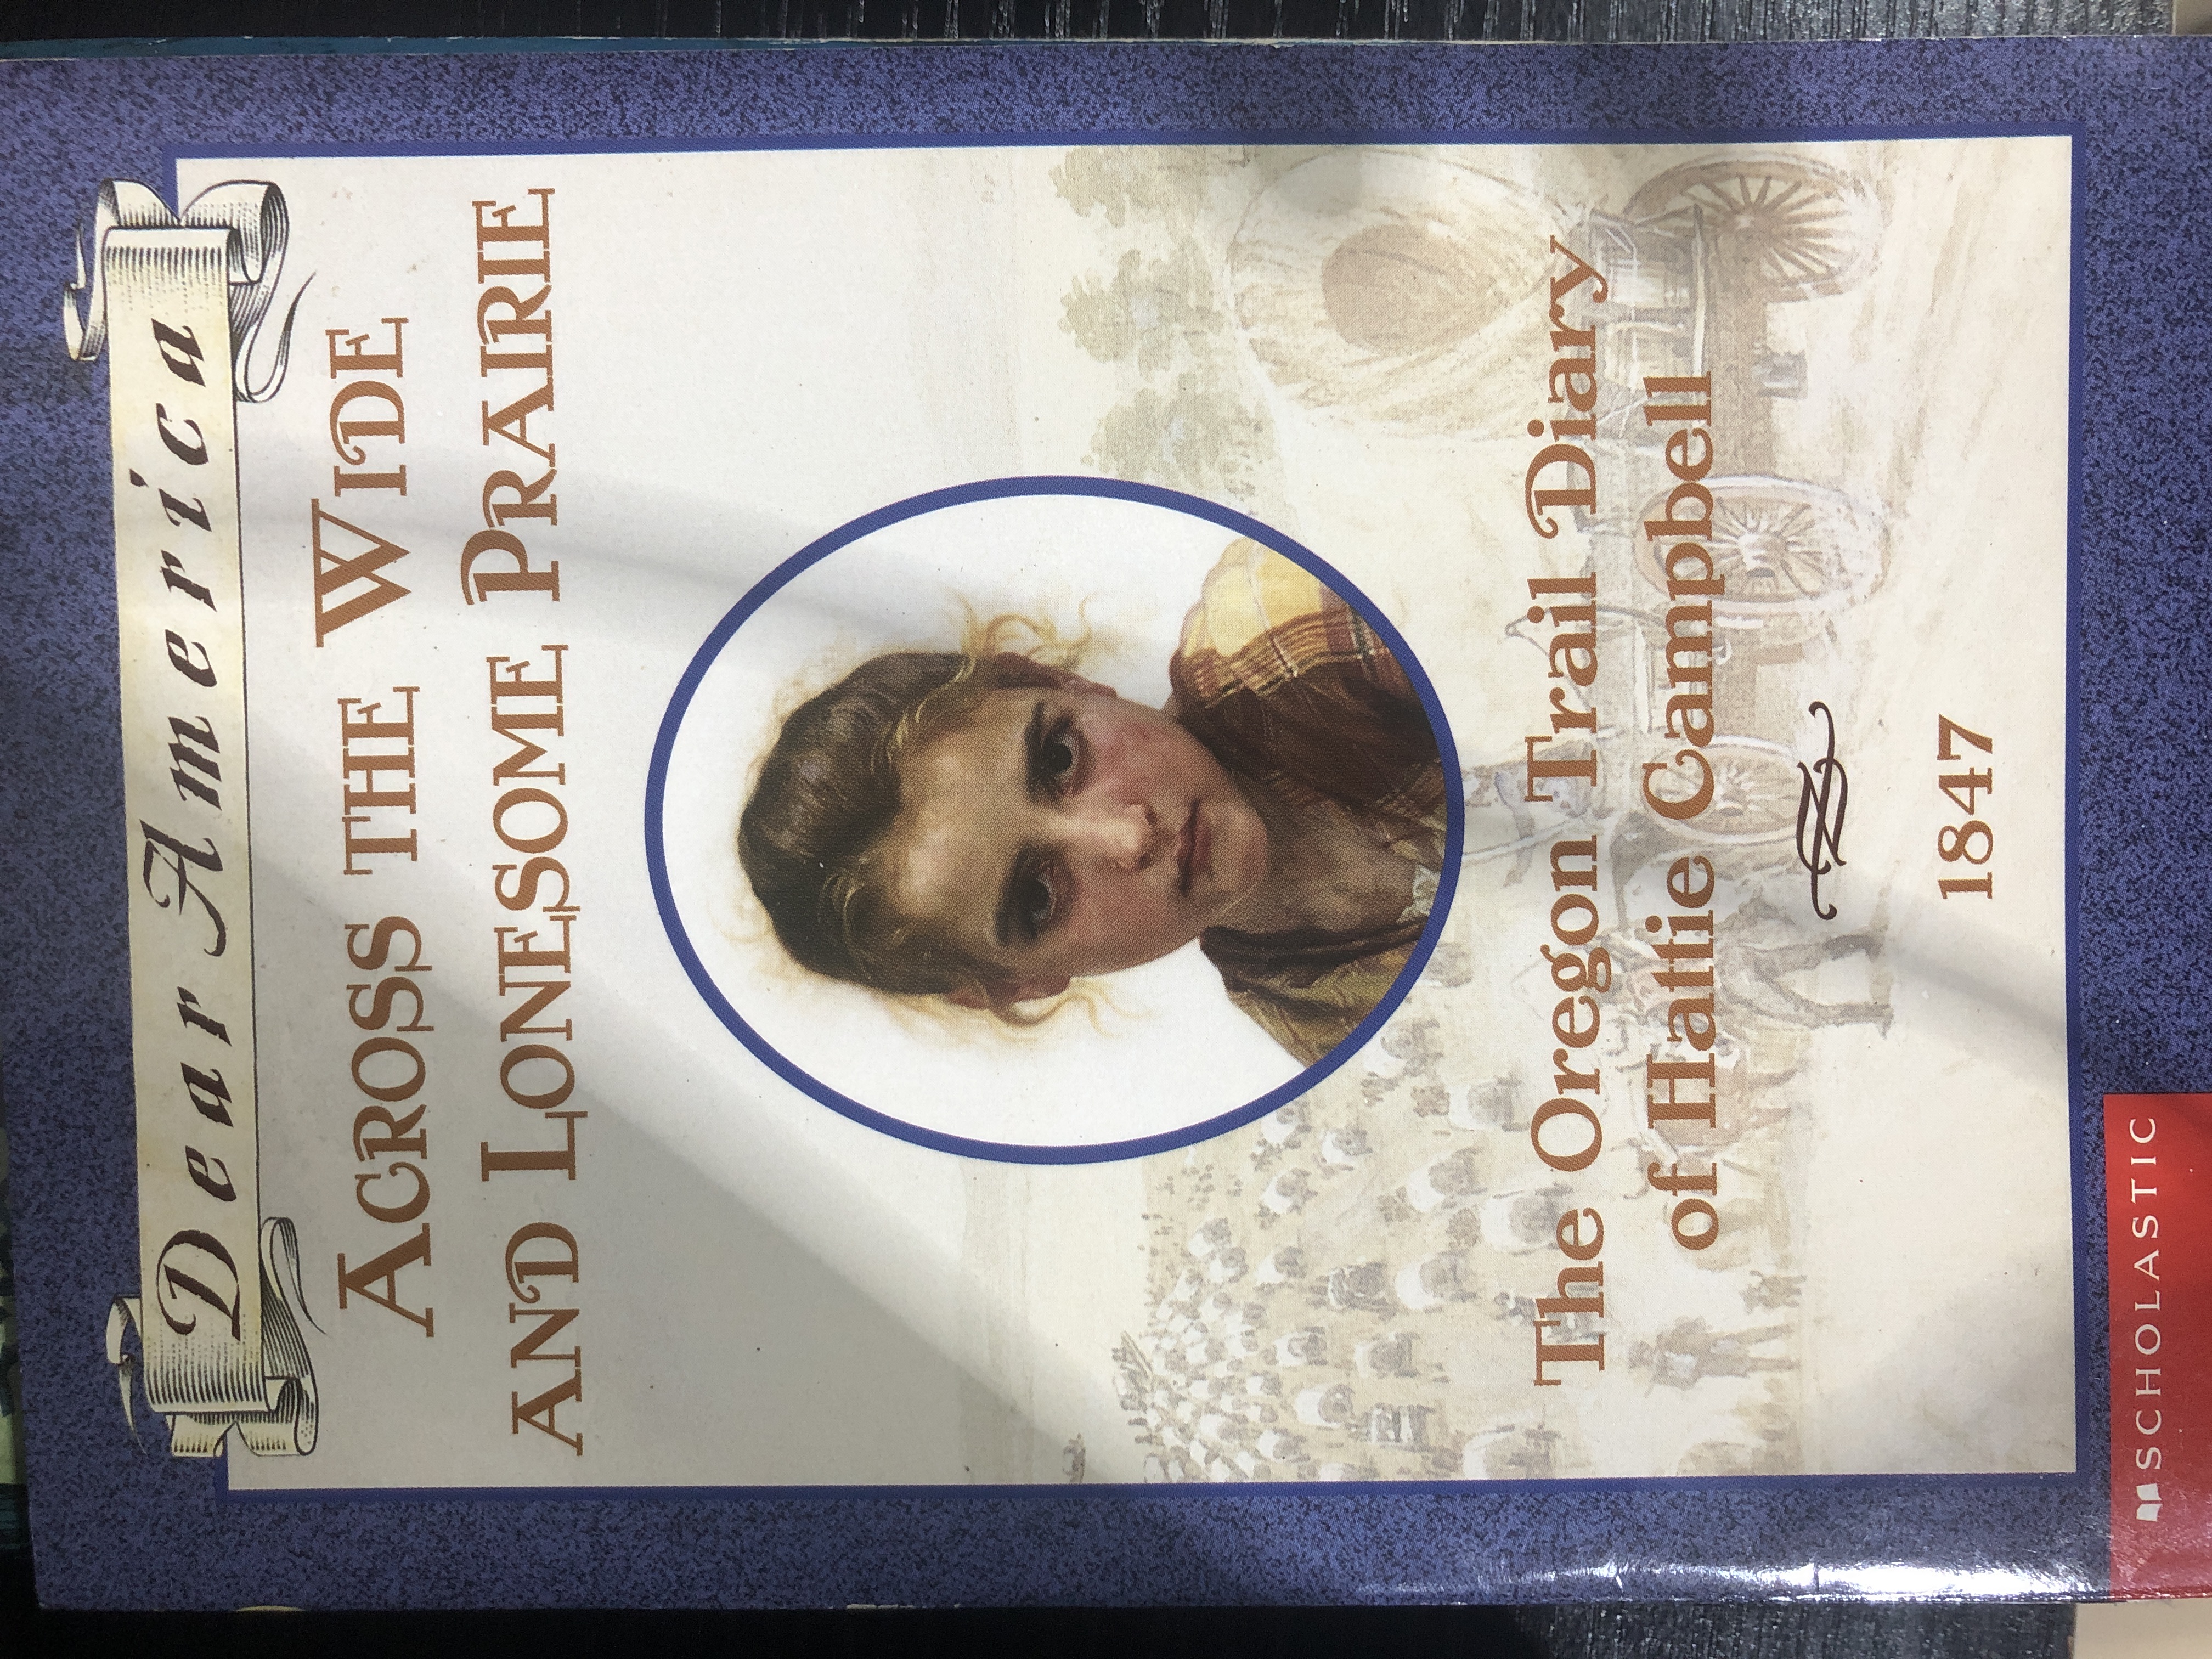 Dear America
ACROSS THE WIDE
AND LONESOME PRAIRIE
The Oregon Trail Diary
of Hattie Campbell
1847
SCHOLASTIC